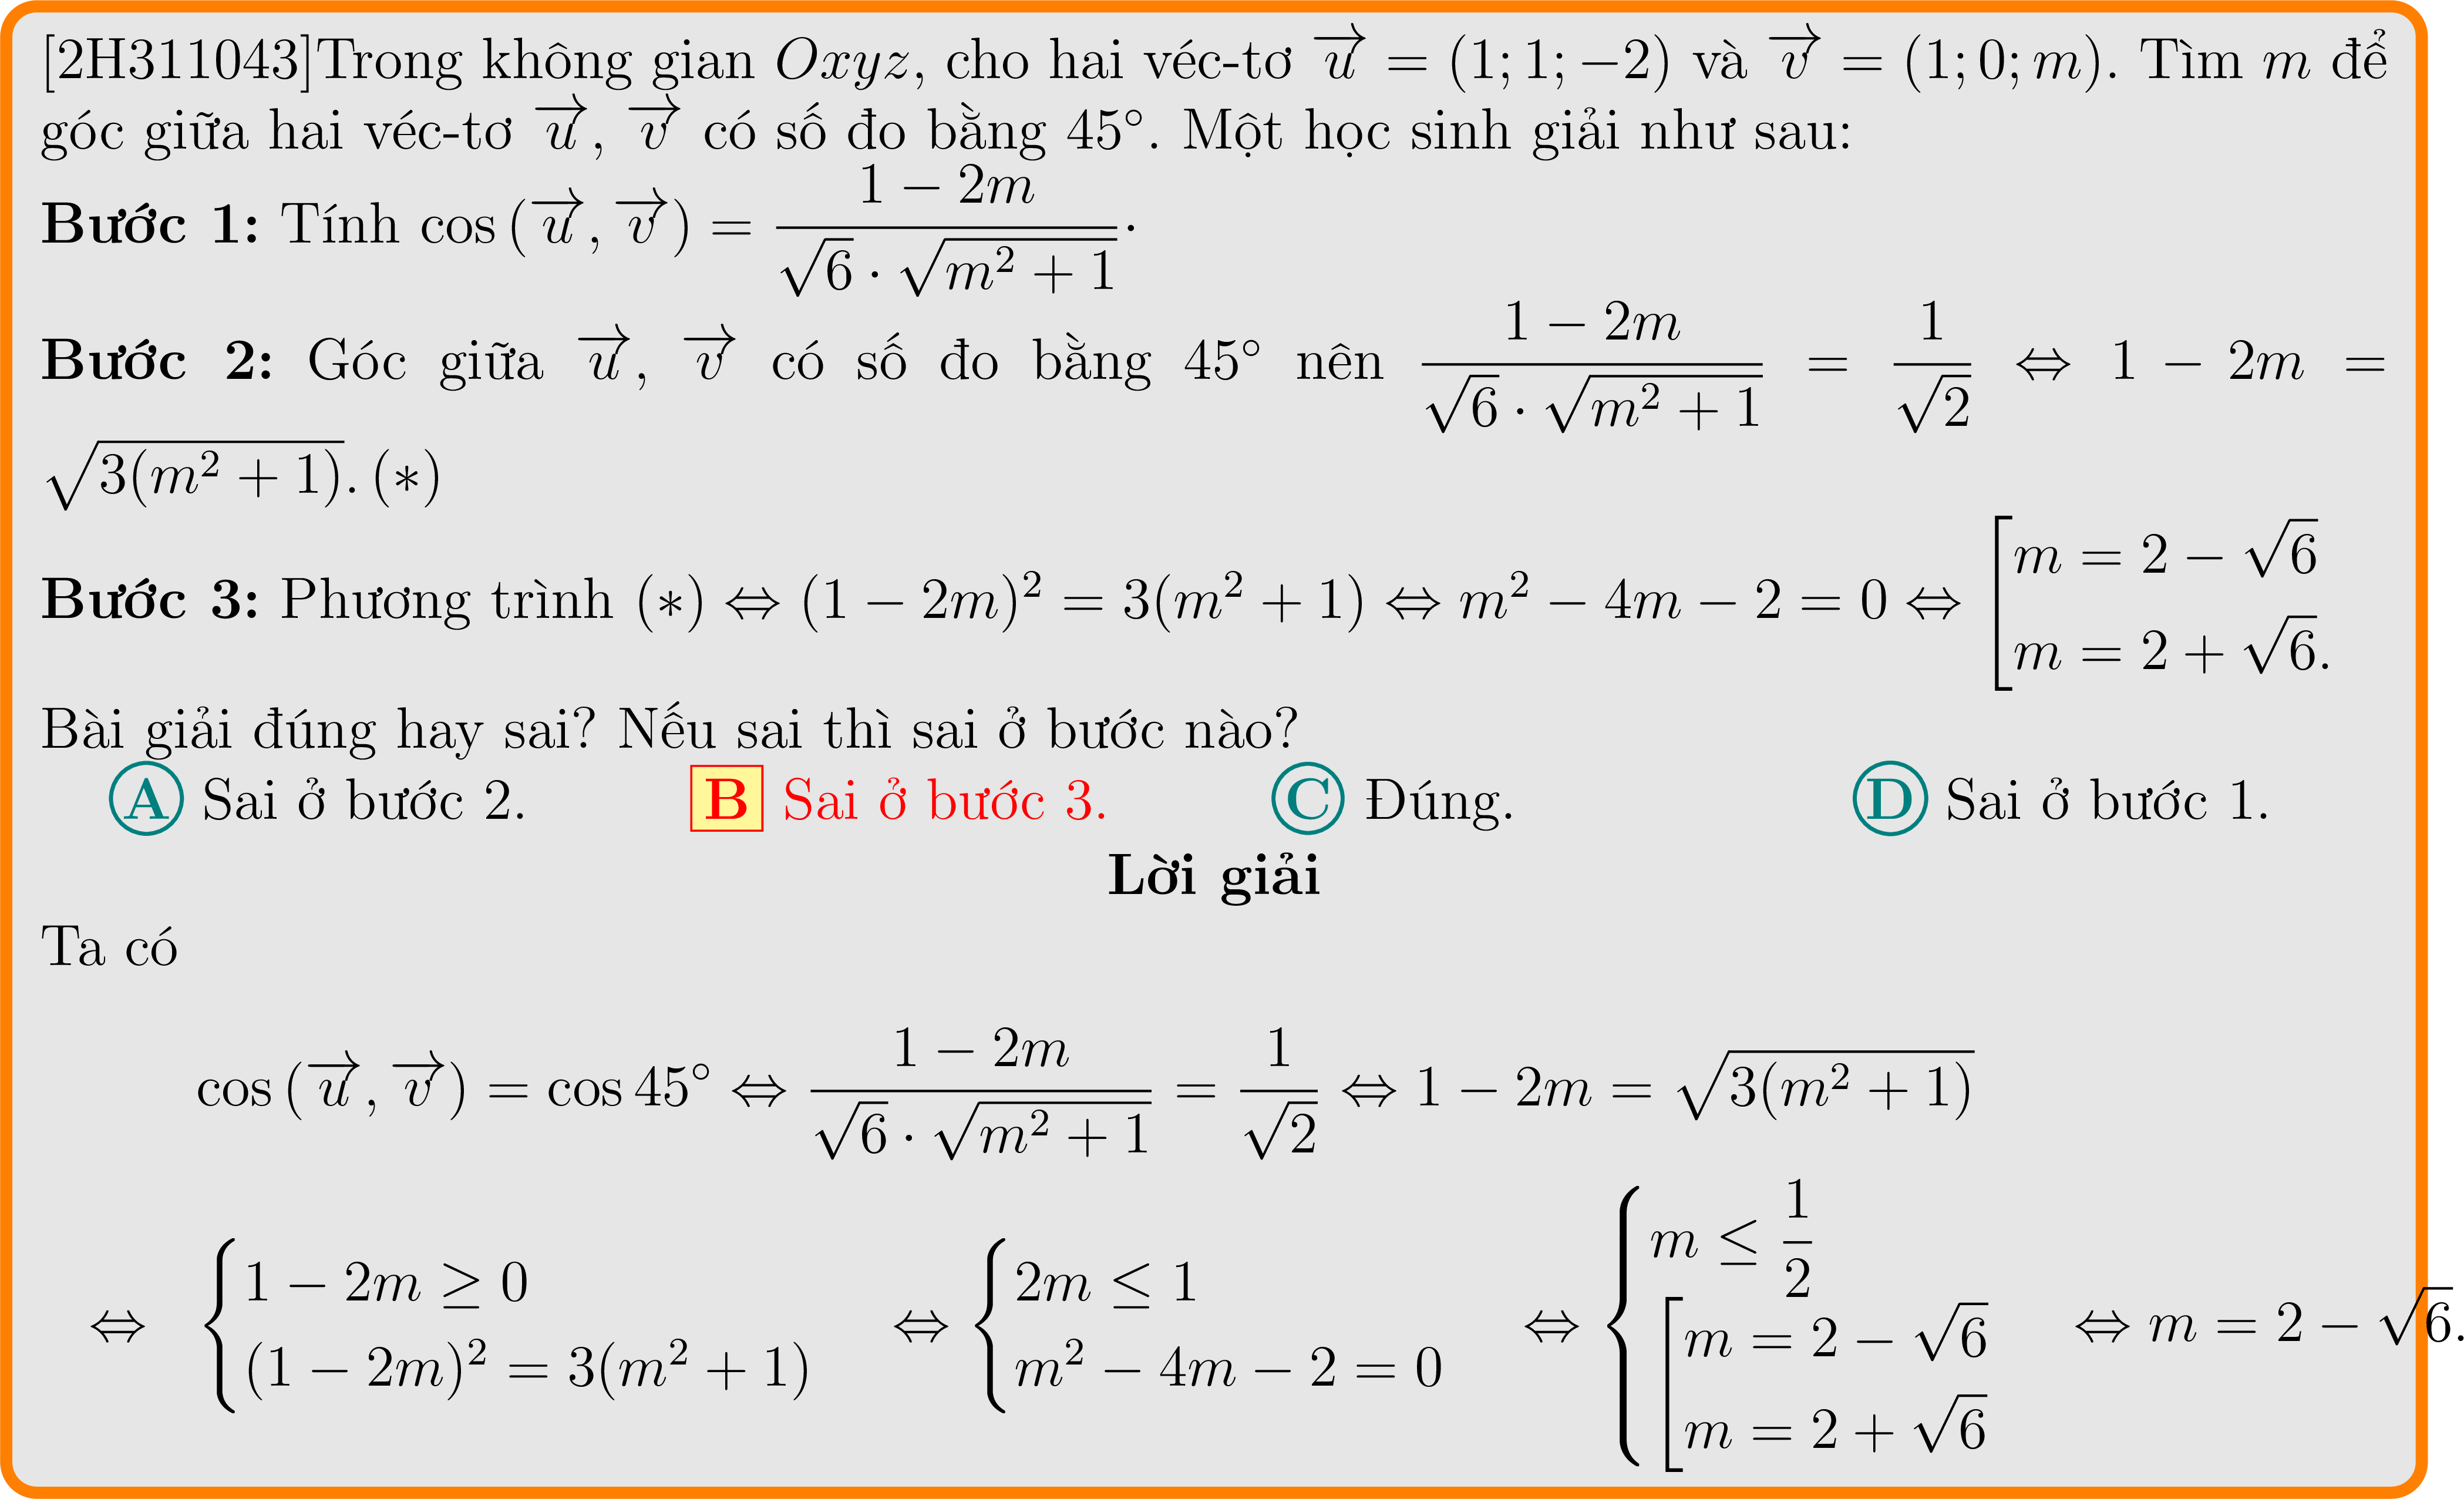 [2H311043]Trong không gian $Oxyz$, cho hai véc-tơ $\overrightarrow{u} = (1; 1; -2)$ và $\overrightarrow{v} = (1; 0; m)$. Tìm $m$ để
góc giữa hai véc-tơ $\overrightarrow{u}$, $\overrightarrow{v}$ có số đo bằng $45^\circ$. Một học sinh giải như sau:
Bước 1: Tính $\cos(\overrightarrow{u}, \overrightarrow{v}) = \dfrac{1 - 2m}{\sqrt{6} \cdot \sqrt{m^2 + 1}}$.
Bước 2: Góc giữa $\overrightarrow{u}$, $\overrightarrow{v}$ có số đo bằng $45^\circ$ nên $\dfrac{1 - 2m}{\sqrt{6} \cdot \sqrt{m^2 + 1}} = \dfrac{1}{\sqrt{2}} \Leftrightarrow 1 - 2m =$
$\sqrt{3(m^2 + 1)}. (*)$
Bước 3: Phương trình $(*) \Leftrightarrow (1 - 2m)^2 = 3(m^2 + 1) \Leftrightarrow m^2 - 4m - 2 = 0 \Leftrightarrow \left[\begin{array}{l} m = 2 - \sqrt{6} \\ m = 2 + \sqrt{6}. \end{array}\right.$
Bài giải đúng hay sai? Nếu sai thì sai ở bước nào?
A Sai ở bước 2. B Sai ở bước 3. C Đúng. D Sai ở bước 1.
Lời giải
Ta có
$\cos(\overrightarrow{u}, \overrightarrow{v}) = \cos 45^\circ \Leftrightarrow \dfrac{1 - 2m}{\sqrt{6} \cdot \sqrt{m^2 + 1}} = \dfrac{1}{\sqrt{2}} \Leftrightarrow 1 - 2m = \sqrt{3(m^2 + 1)}$
$\Leftrightarrow \begin{cases} 1 - 2m \geq 0 \\ (1 - 2m)^2 = 3(m^2 + 1) \end{cases} \Leftrightarrow \begin{cases} 2m \leq 1 \\ m^2 - 4m - 2 = 0 \end{cases} \Leftrightarrow \begin{cases} m \leq \dfrac{1}{2} \\ \left[\begin{array}{l} m = 2 - \sqrt{6} \\ m = 2 + \sqrt{6} \end{array}\right. \end{cases} \Leftrightarrow m = 2 - \sqrt{6}.$